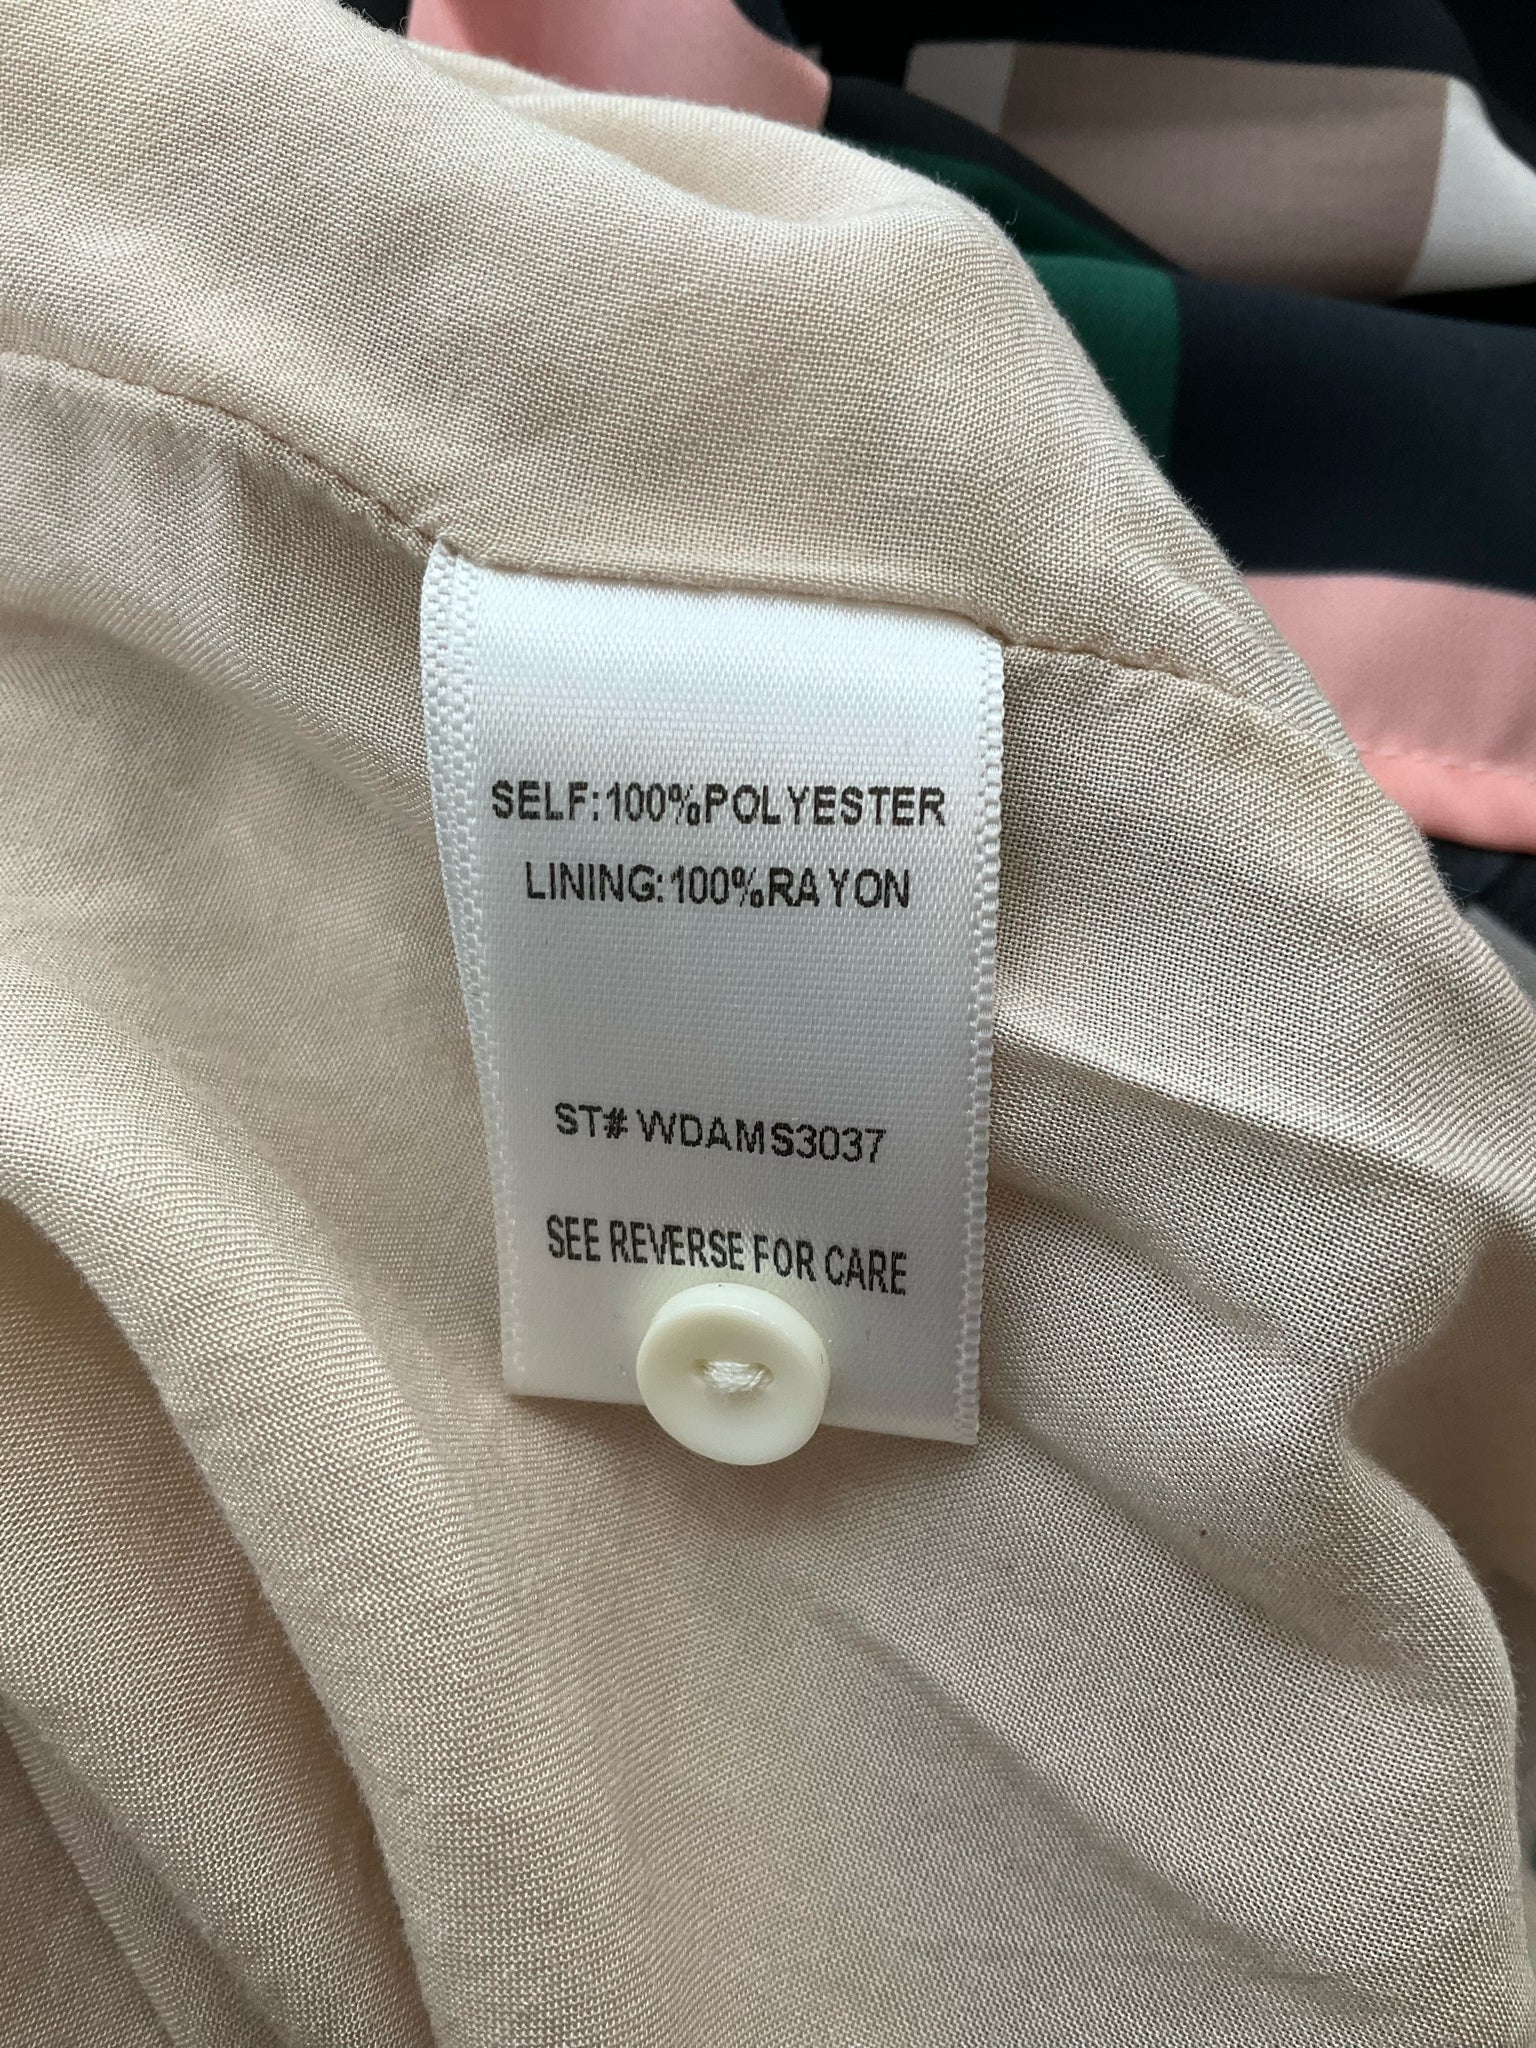 SELF:100%POLYESTER
LINING:100%RAYON
ST# WDAMS3037
SEE REVERSE FOR CARE